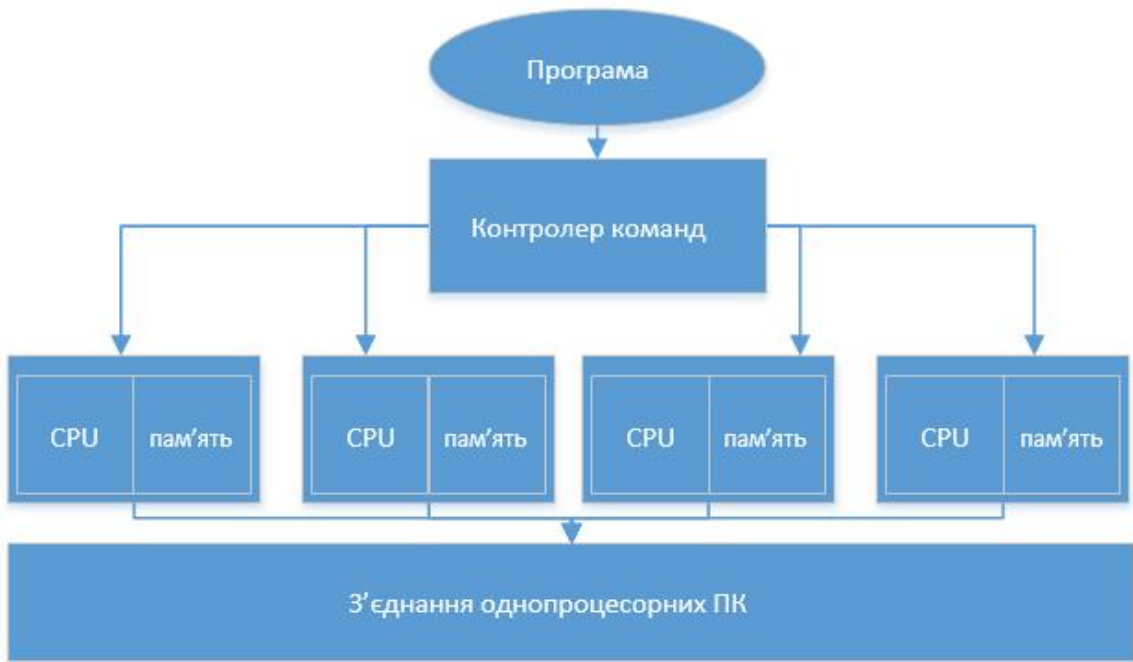 Програма
Контролер команд
CPU пам’ять CPU пам’ять CPU пам’ять CPU пам’ять
З’єднання однопроцесорних ПК